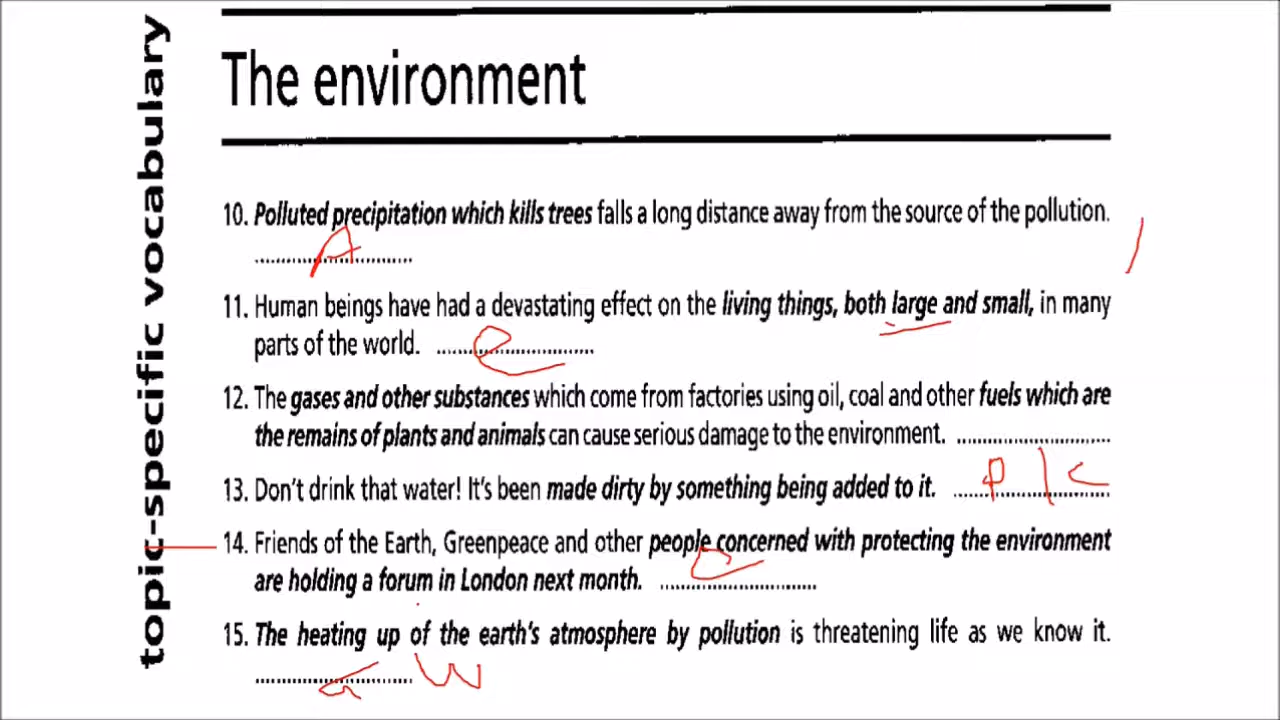 topic-specific vocabulary
The environment
10. Polluted precipitation which kills trees falls a long distance away from the source of the pollution.
A
..............................
11. Human beings have had a devastating effect on the living things, both large and small, in many
parts of the world. ..............................
e
12. The gases and other substances which come from factories using oil, coal and other fuels which are
the remains of plants and animals can cause serious damage to the environment. ..............................
13. Don't drink that water! It's been made dirty by something being added to it. ..............................
P / C
14. Friends of the Earth, Greenpeace and other people concerned with protecting the environment
are holding a forum in London next month. ..............................
15. The heating up of the earth's atmosphere by pollution is threatening life as we know it.
..............................
G W